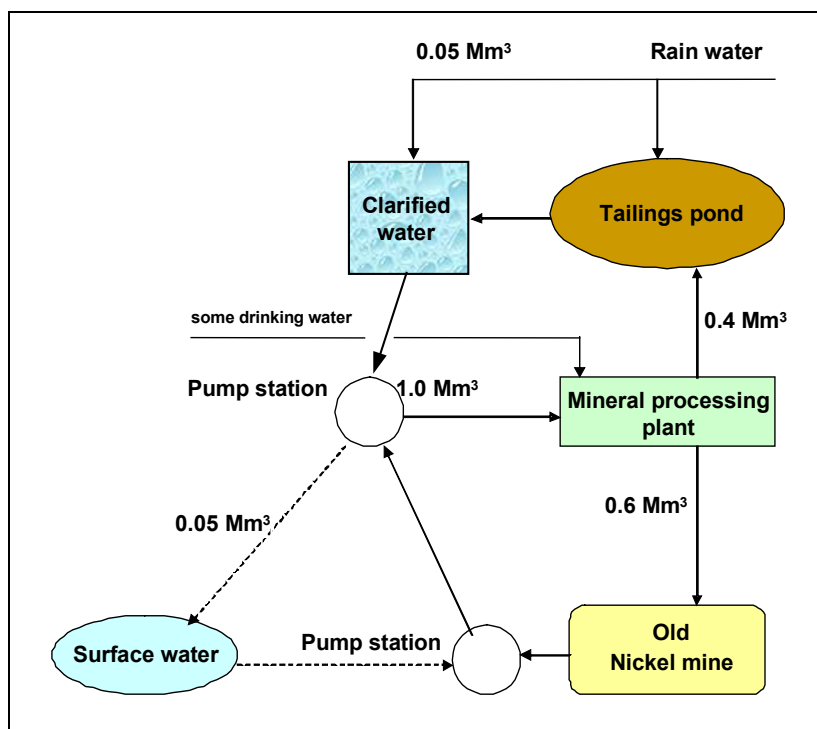 0.05 Mm³ Rain water
Clarified
water
Tailings pond
some drinking water
0.4 Mm³
Pump station
1.0 Mm³
Mineral processing
plant
0.6 Mm³
0.05 Mm³
Surface water
Pump station
Old
Nickel mine